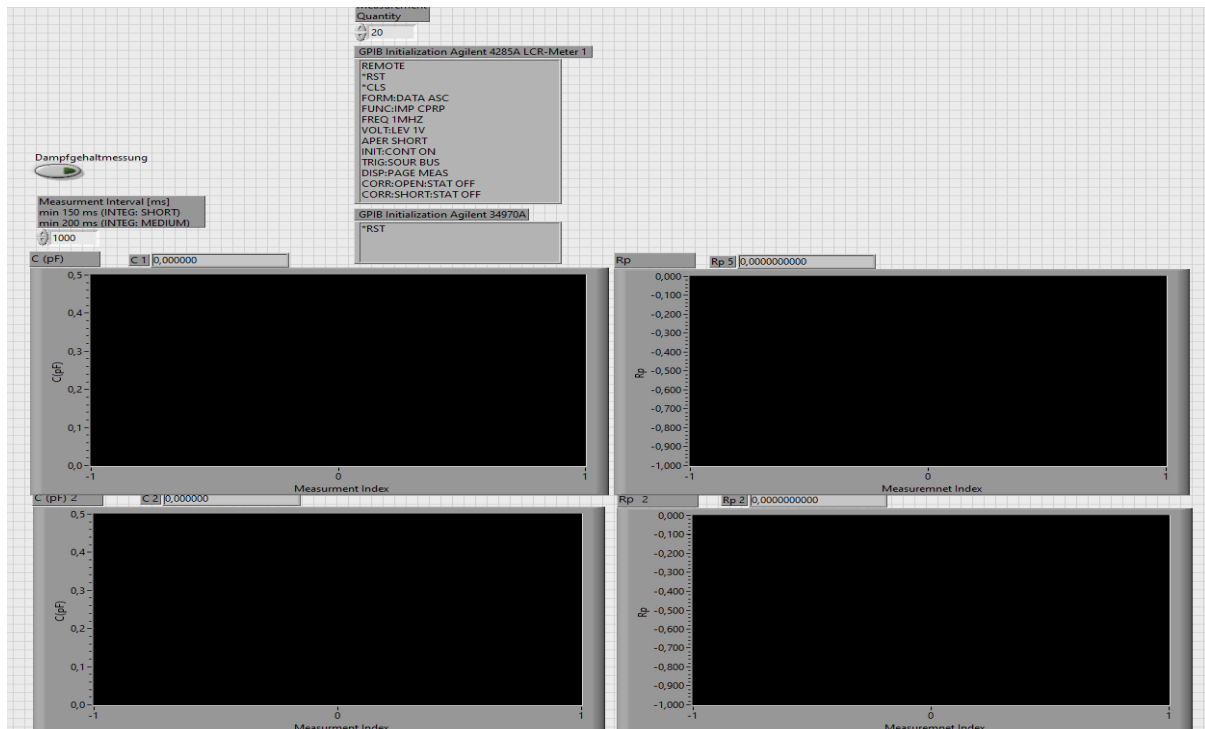 Measurement
Quantity
20
GPIB Initialization Agilent 4285A LCR-Meter 1
REMOTE
*RST
*CLS
FORM:DATA ASC
FUNC:IMP CPRP
FREQ 1MHZ
VOLT:LEV 1V
APER SHORT
INIT:CONT ON
TRIG:SOUR BUS
DISP:PAGE MEAS
CORR:OPEN:STAT OFF
CORR:SHORT:STAT OFF
Dampfgehaltmessung
Measurment Interval [ms]
min 150 ms (INTEG: SHORT)
min 200 ms (INTEG: MEDIUM)
1000
GPIB Initialization Agilent 34970A
*RST
C (pF) C 1 0,000000
0,5
0,4
0,3
0,2
0,1
0,0
C(pF)
-1 0 1
Measurment Index
Rp Rp 5 0,0000000000
0,000
-0,100
-0,200
-0,300
-0,400
-0,500
-0,600
-0,700
-0,800
-0,900
-1,000
Rp
-1 0 1
Measuremnet Index
C (pF) 2 C 2 0,000000
0,5
0,4
0,3
0,2
0,1
0,0
C(pF)
-1 0 1
Measurment Index
Rp 2 Rp 2 0,0000000000
0,000
-0,100
-0,200
-0,300
-0,400
-0,500
-0,600
-0,700
-0,800
-0,900
-1,000
Rp
-1 0 1
Measuremnet Index